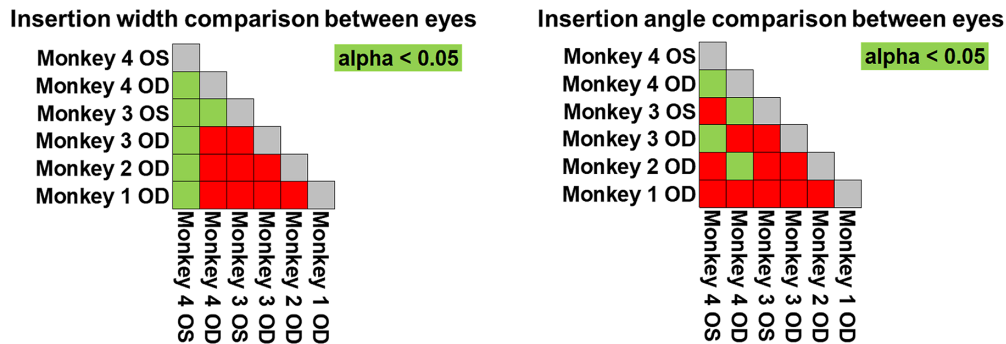 Insertion width comparison between eyes
alpha < 0.05
Monkey 4 OS
Monkey 4 OD
Monkey 3 OS
Monkey 3 OD
Monkey 2 OD
Monkey 1 OD
Monkey 4 OS
Monkey 4 OD
Monkey 3 OS
Monkey 3 OD
Monkey 2 OD
Monkey 1 OD
Insertion angle comparison between eyes
alpha < 0.05
Monkey 4 OS
Monkey 4 OD
Monkey 3 OS
Monkey 3 OD
Monkey 2 OD
Monkey 1 OD
Monkey 4 OS
Monkey 4 OD
Monkey 3 OS
Monkey 3 OD
Monkey 2 OD
Monkey 1 OD